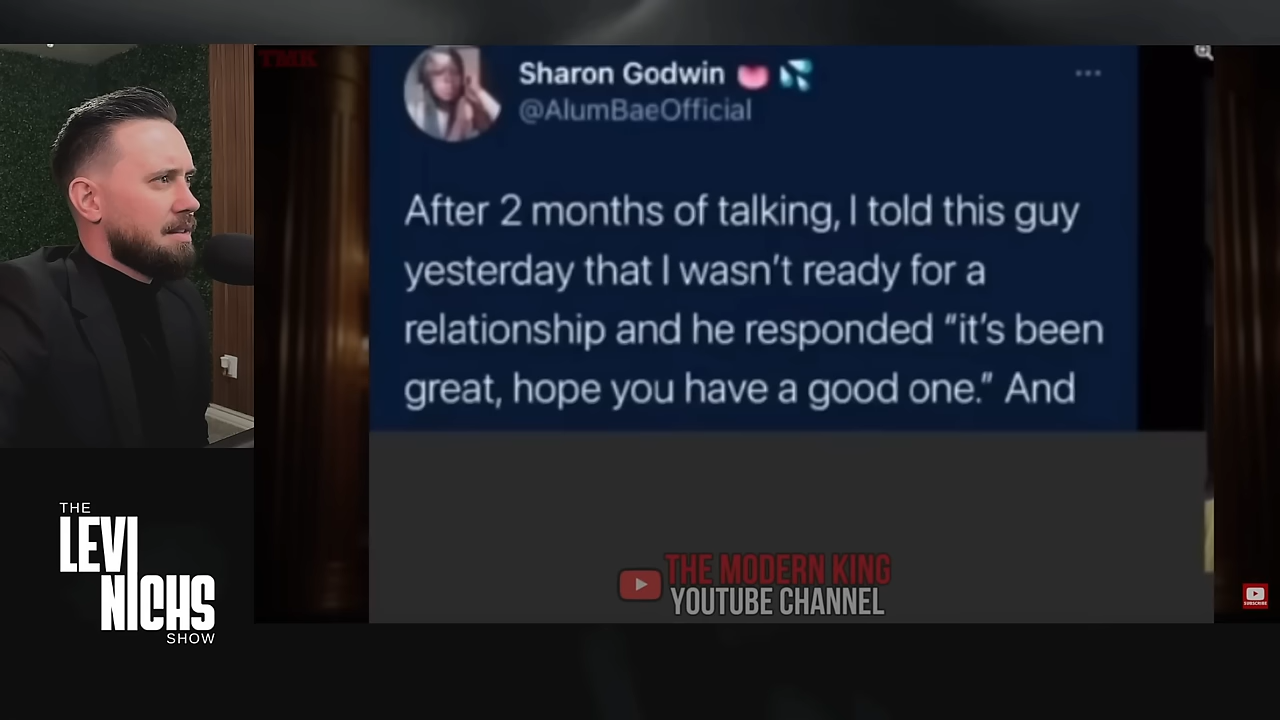 TMK
Sharon Godwin
@AlumBaeOfficial
After 2 months of talking, I told this guy
yesterday that I wasn't ready for a
relationship and he responded “it's been
great, hope you have a good one.” And
THE MODERN KING
YOUTUBE CHANNEL
SUBSCRIBE
THE
LEVI
NICHS
SHOW